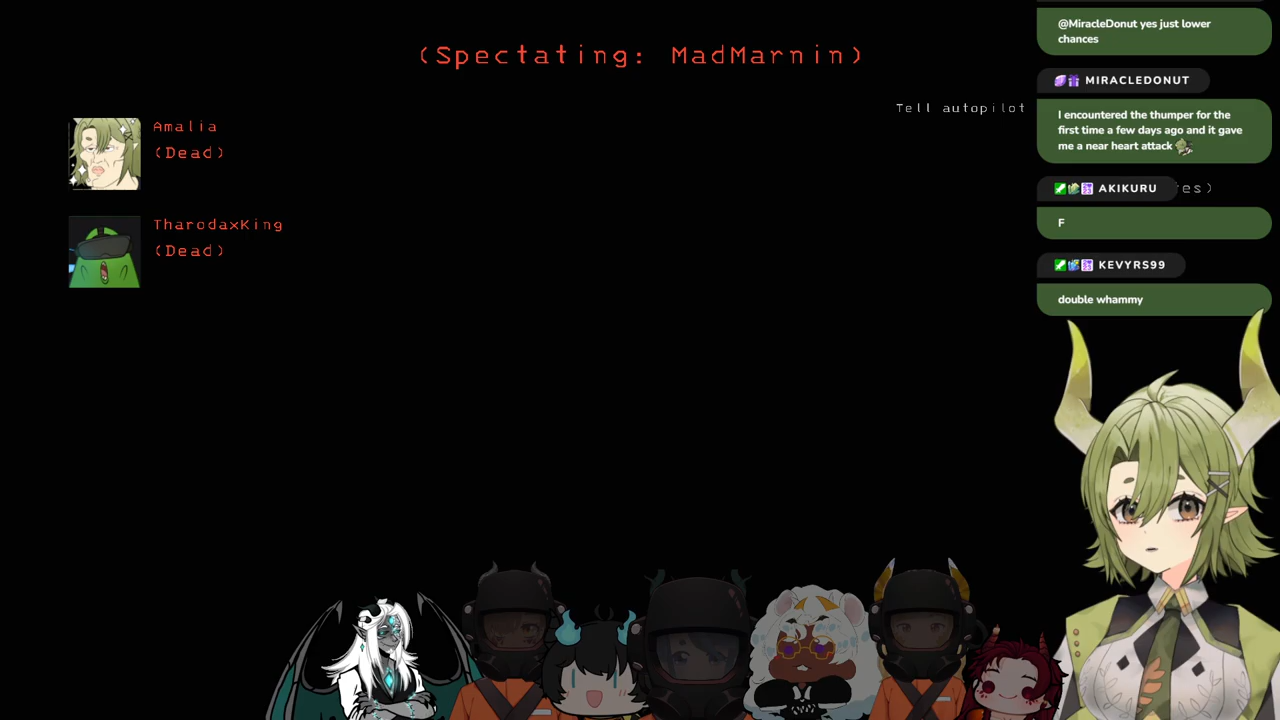 (Spectating: MadMarnin)
Tell autopilot
Amalia
(Dead)
TharodaxKing
(Dead)
@MiracleDonut yes just lower
chances
MIRACLEDONUT
I encountered the thumper for the
first time a few days ago and it gave
me a near heart attack
AKIKURU
es)
F
KEVYRS99
double whammy